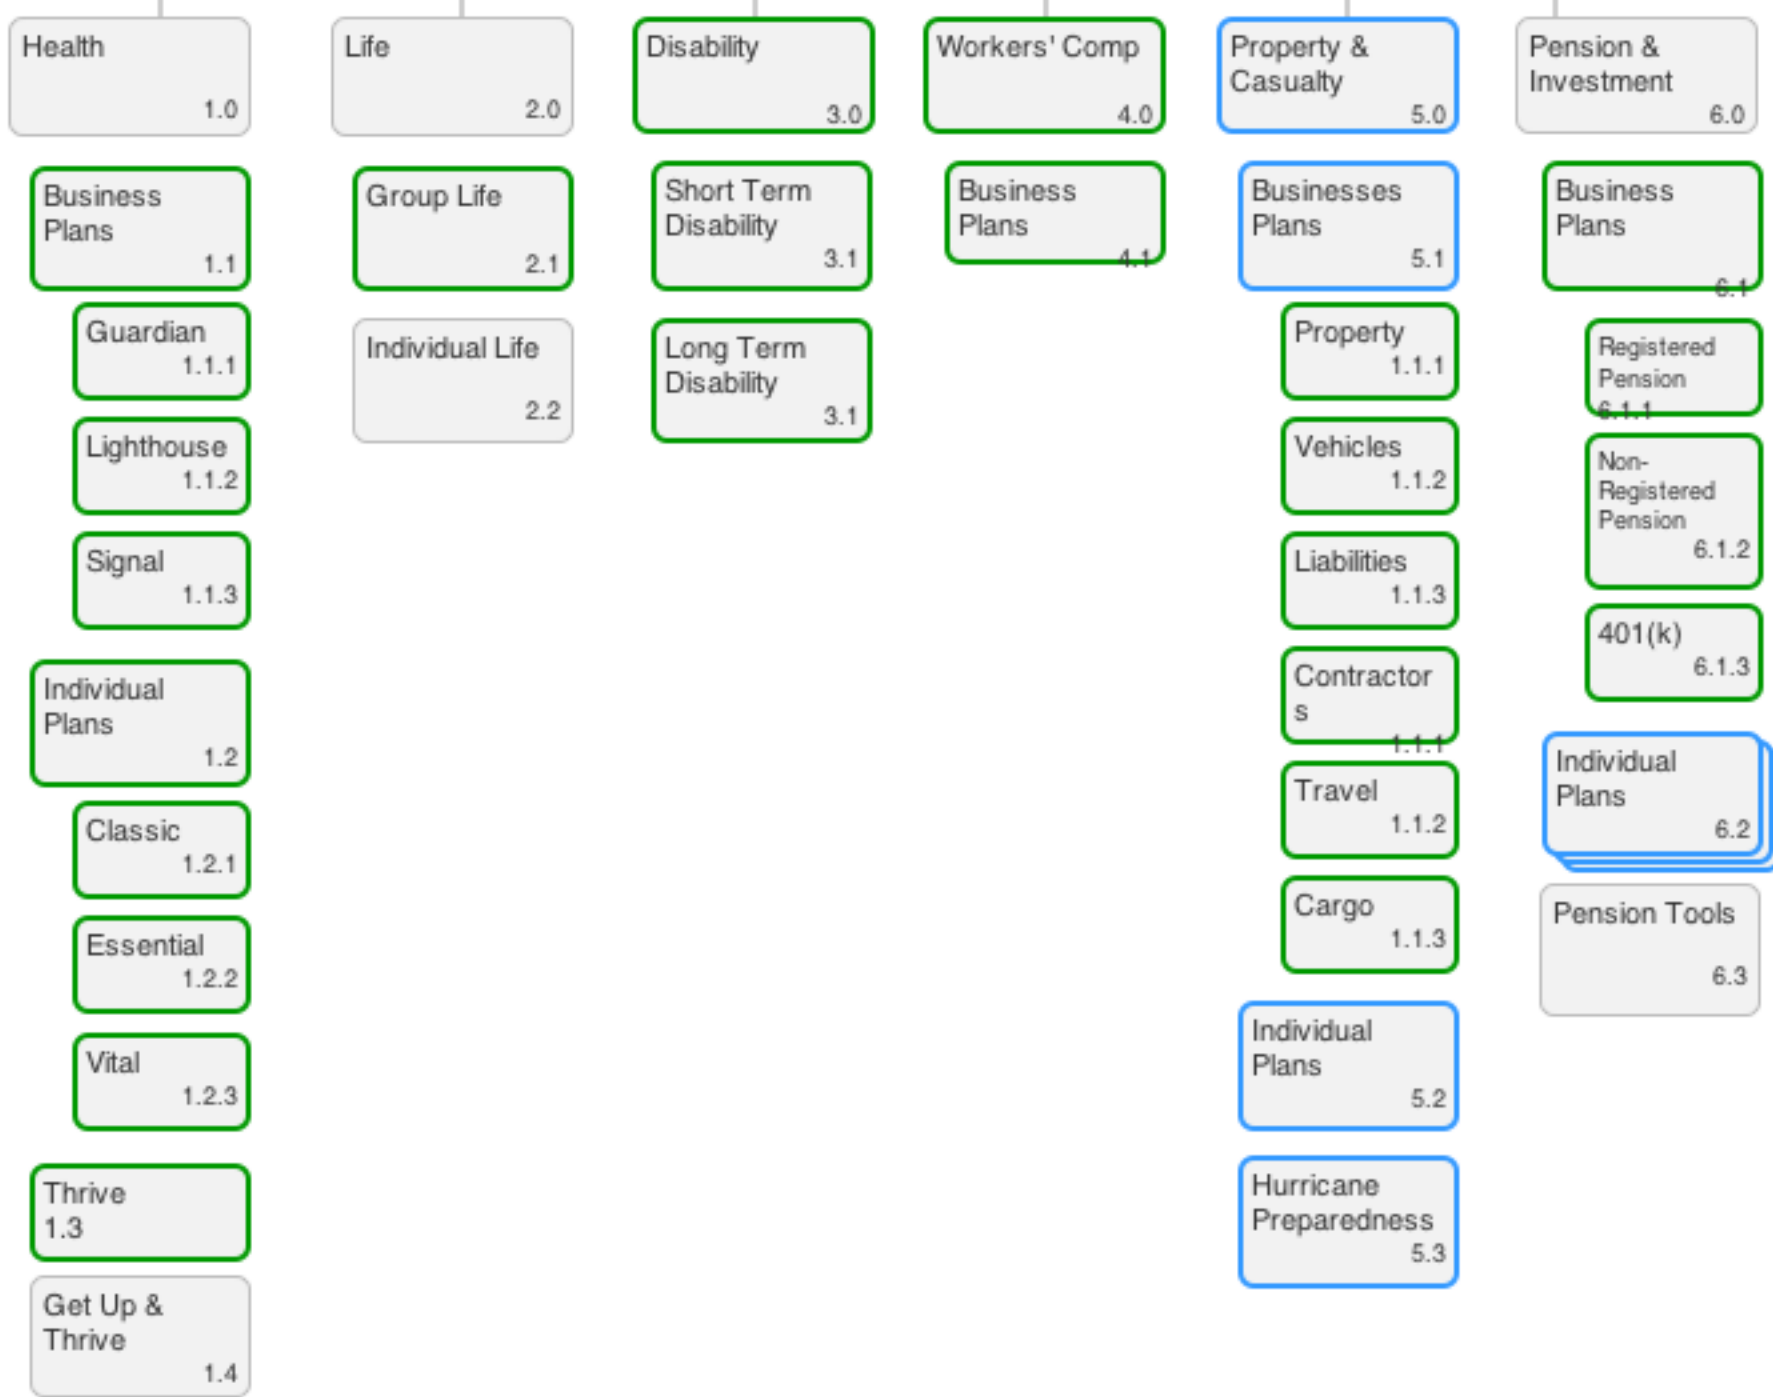 Health
1.0
Business
Plans
1.1
Guardian
1.1.1
Lighthouse
1.1.2
Signal
1.1.3
Individual
Plans
1.2
Classic
1.2.1
Essential
1.2.2
Vital
1.2.3
Thrive
1.3
Get Up &
Thrive
1.4
Life
2.0
Group Life
2.1
Individual Life
2.2
Disability
3.0
Short Term
Disability
3.1
Long Term
Disability
3.1
Workers' Comp
4.0
Business
Plans
4.1
Property &
Casualty
5.0
Businesses
Plans
5.1
Property
1.1.1
Vehicles
1.1.2
Liabilities
1.1.3
Contractor
s
1.1.1
Travel
1.1.2
Cargo
1.1.3
Individual
Plans
5.2
Hurricane
Preparedness
5.3
Pension &
Investment
6.0
Business
Plans
6.1
Registered
Pension
6.1.1
Non-
Registered
Pension
6.1.2
401(k)
6.1.3
Individual
Plans
6.2
Pension Tools
6.3